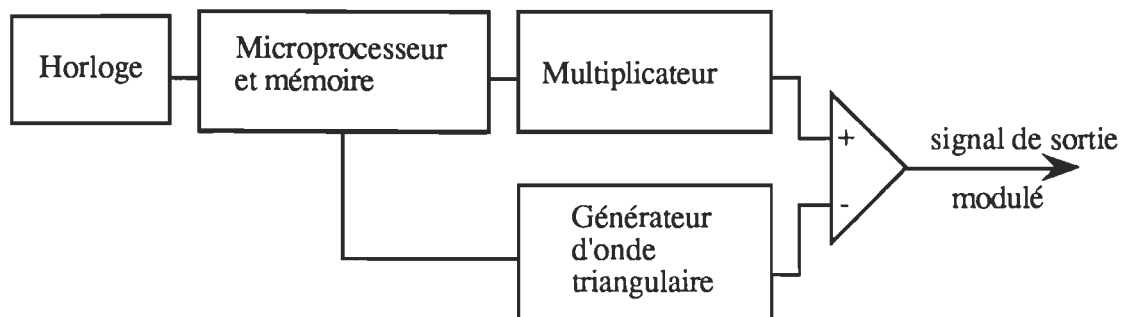 Horloge
Microprocesseur
et mémoire
Multiplicateur
+
-
signal de sortie
modulé
Générateur
d'onde
triangulaire